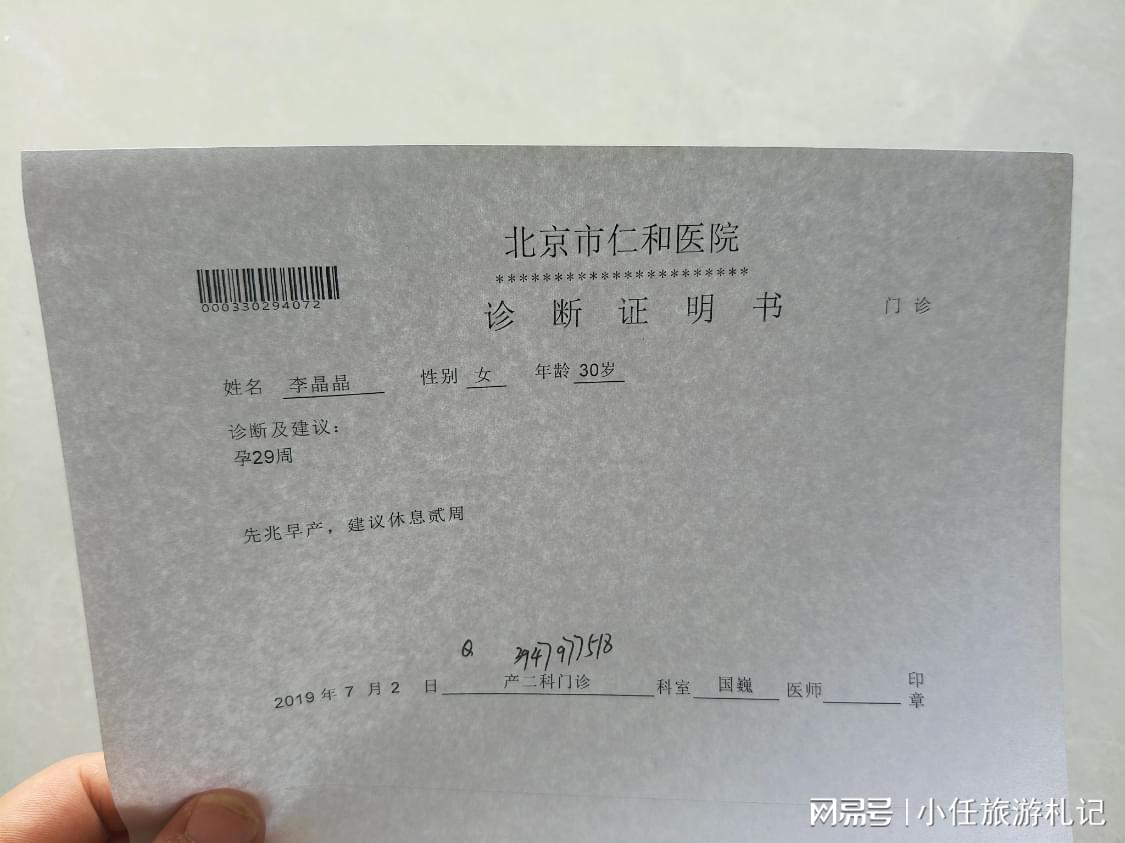 北京市仁和医院
**********************
000330294072
诊断证明书 门诊
姓名 李晶晶 性别 女 年龄 30岁
诊断及建议：
孕29周
先兆早产，建议休息贰周
Q 3947977518
2019年7月2日 产二科门诊 科室 国巍 医师 印章
网易号 | 小任旅游札记